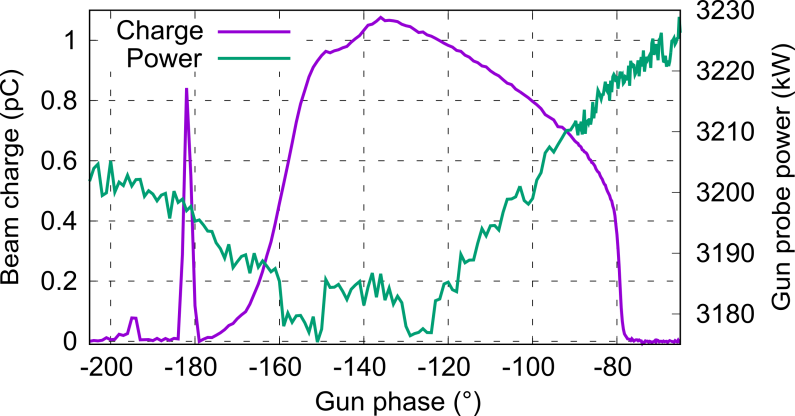 Charge
Power
Beam charge (pC)
1
0.8
0.6
0.4
0.2
0
3230
3220
3210
3200
3190
3180
Gun probe power (kW)
-200 -180 -160 -140 -120 -100 -80
Gun phase (°)